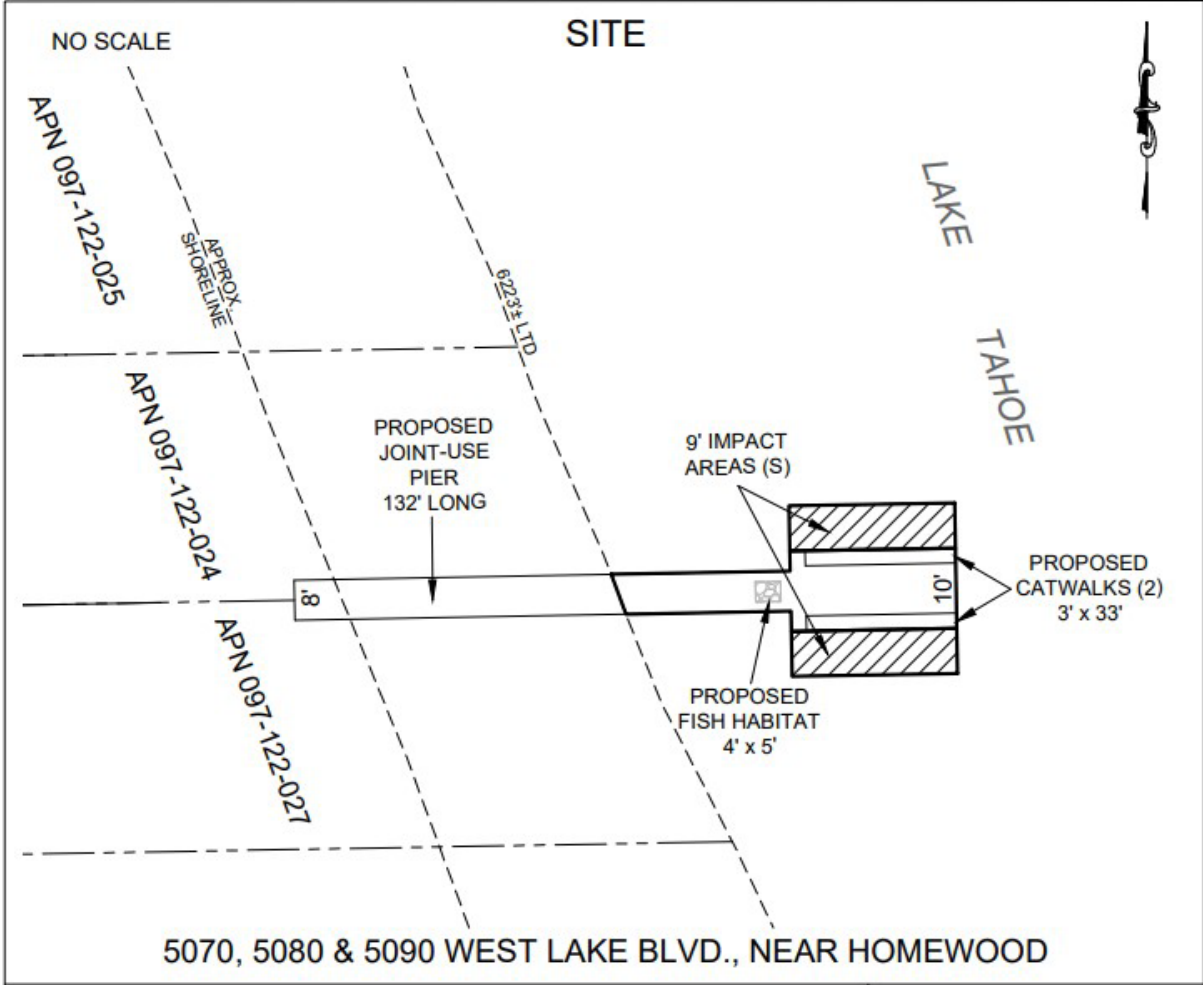 NO SCALE
SITE
APN 097-122-025
APPROX.
SHORELINE
6223'± LTD
LAKE
TAHOE
APN 097-122-024
PROPOSED
JOINT-USE
PIER
132' LONG
9' IMPACT
AREAS (S)
8'
10'
PROPOSED
CATWALKS (2)
3' x 33'
APN 097-122-027
PROPOSED
FISH HABITAT
4' x 5'
5070, 5080 & 5090 WEST LAKE BLVD., NEAR HOMEWOOD